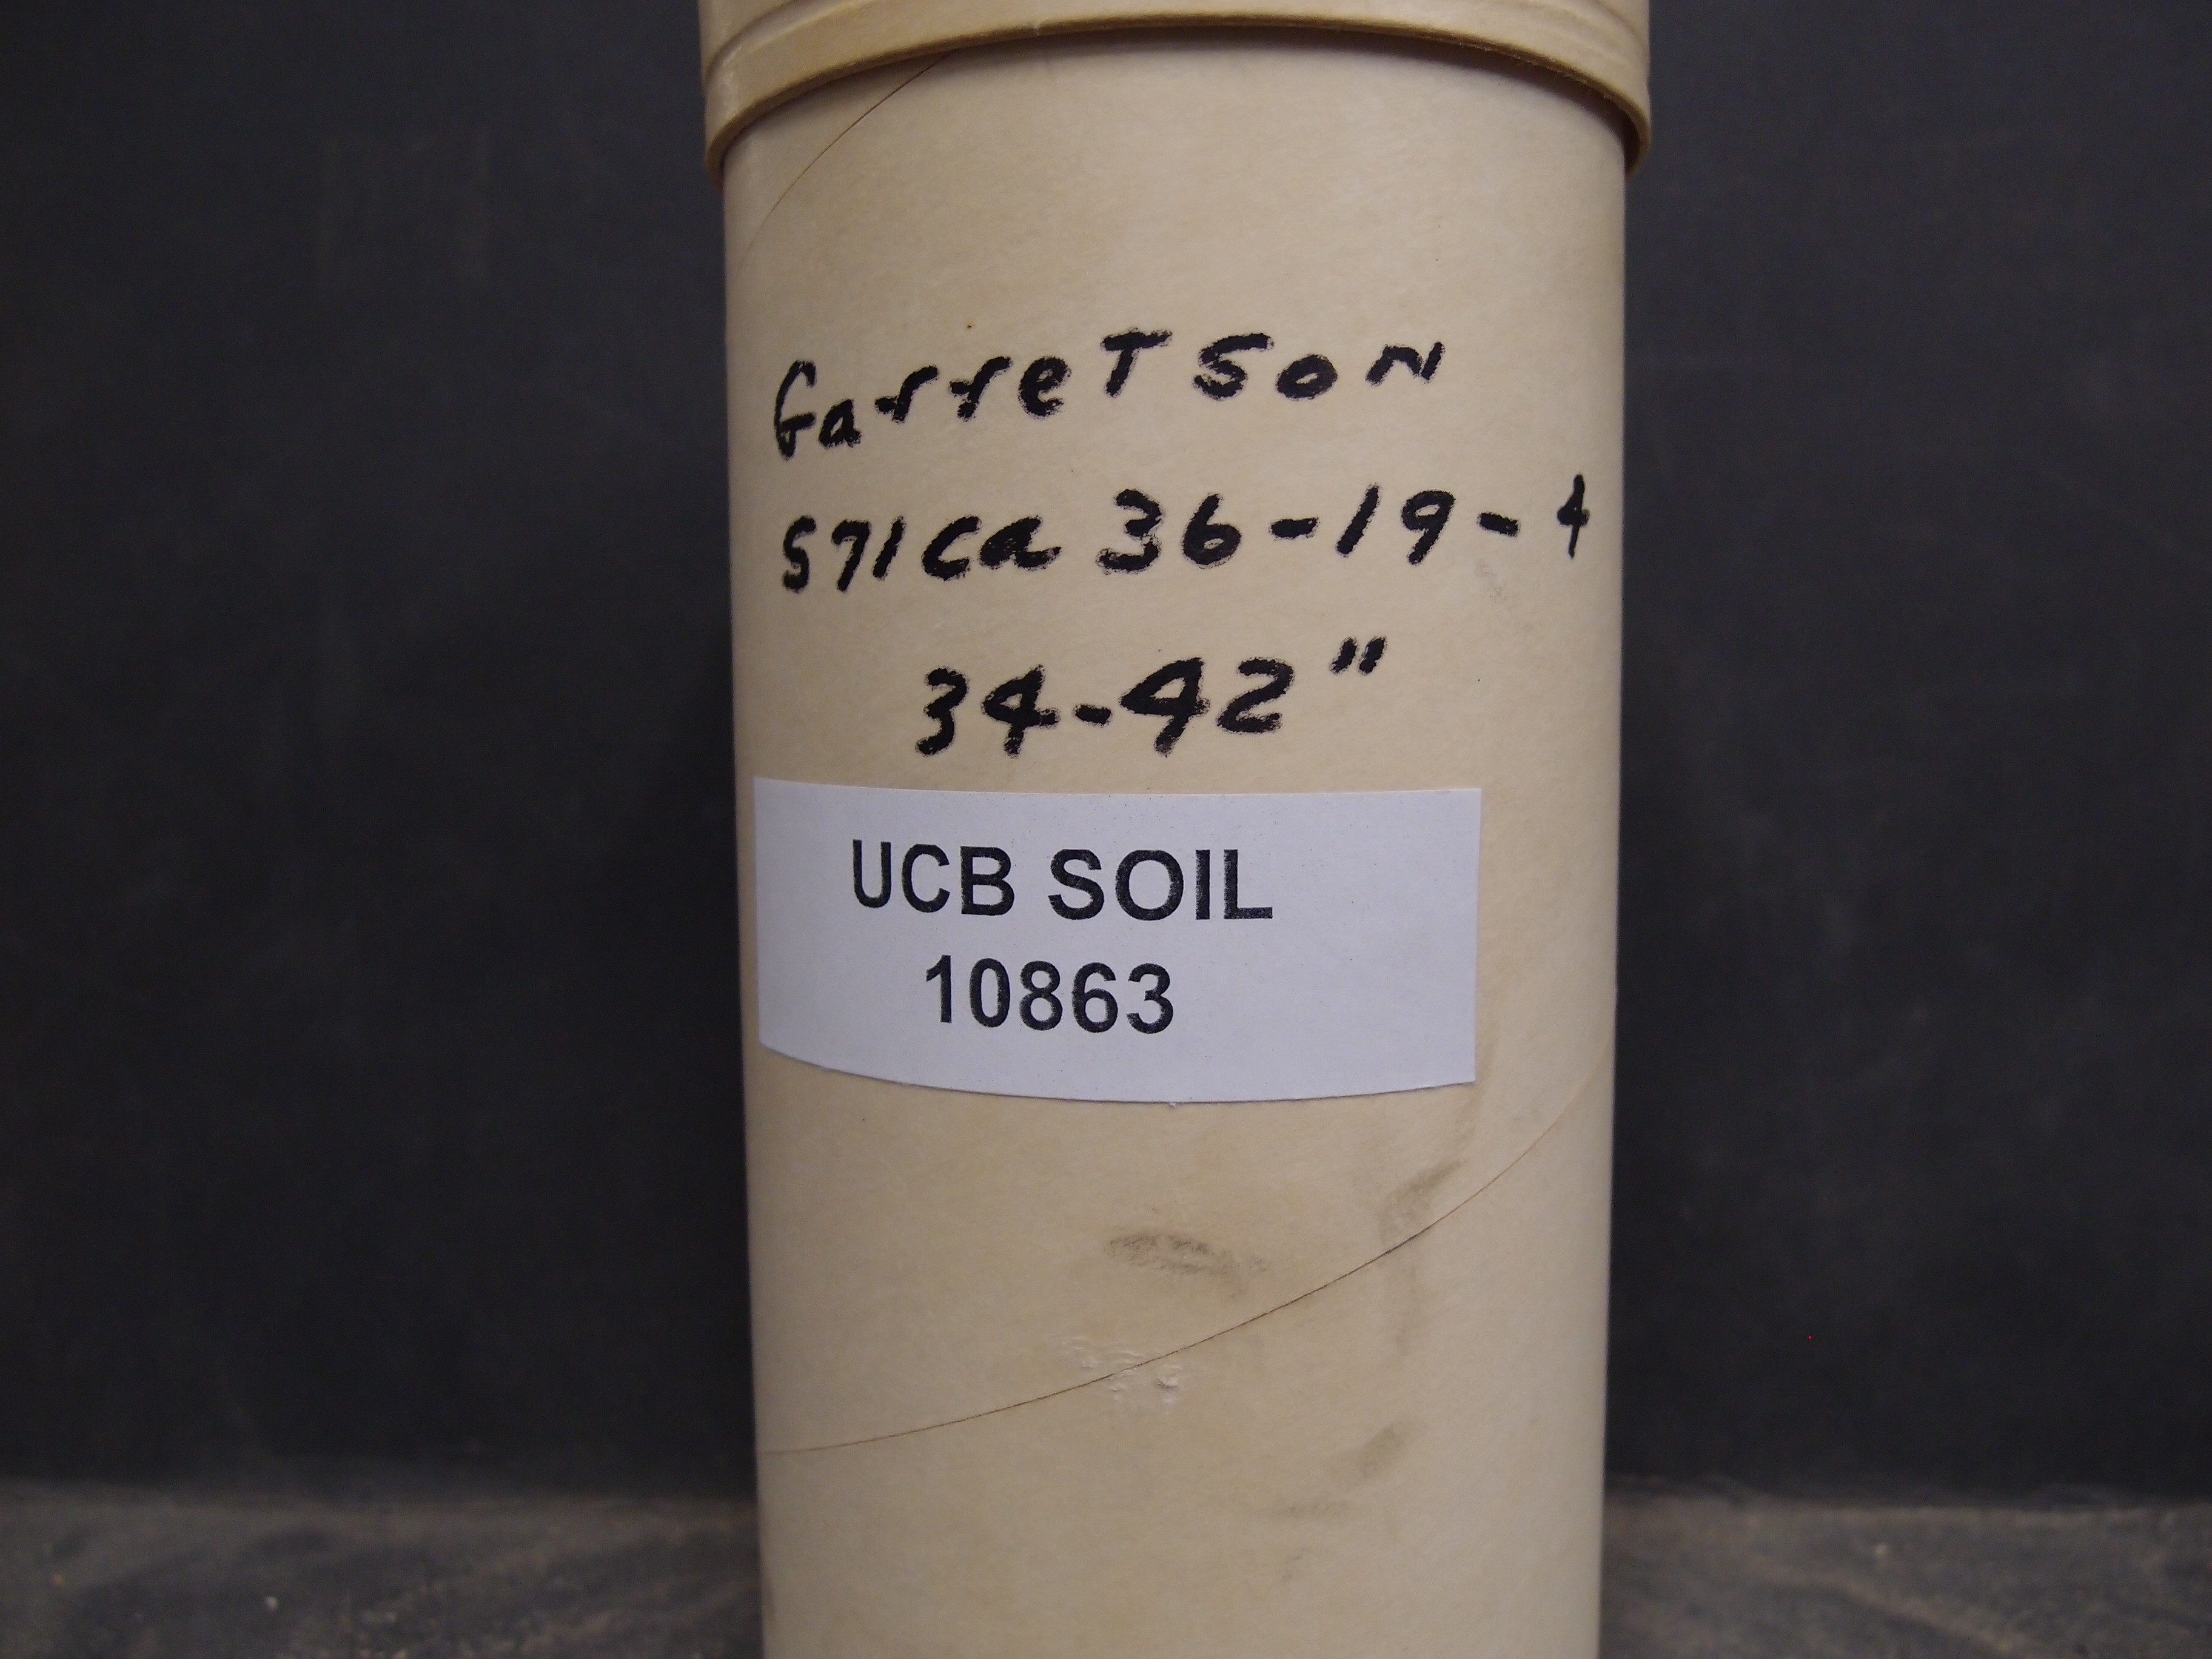 Garretson
S71Ca 36-19-4
34-42"
UCB SOIL
10863